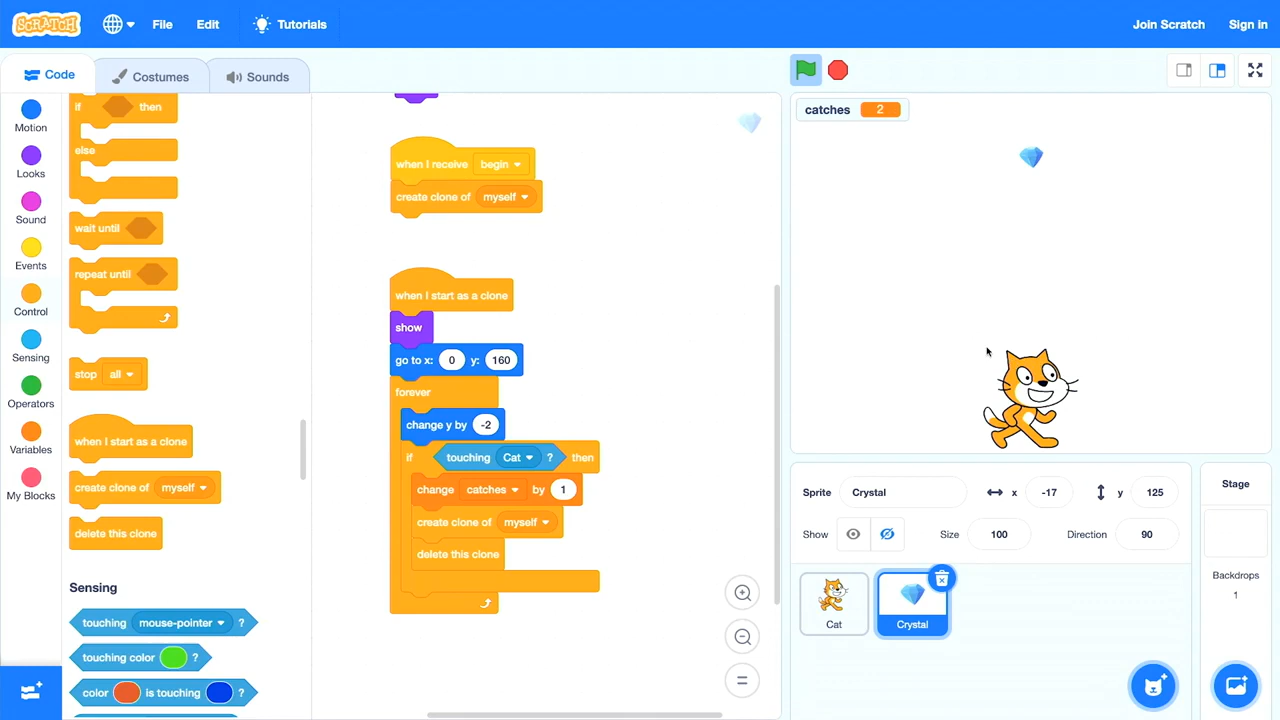 SCRATCH
File
Edit
Tutorials
Join Scratch
Sign in
Code
Costumes
Sounds
Motion
Looks
Sound
Events
Control
Sensing
Operators
Variables
My Blocks
if then
else
wait until
repeat until
stop all
when I start as a clone
create clone of myself
delete this clone
Sensing
touching mouse-pointer ?
touching color ?
color is touching ?
when I receive begin
create clone of myself
when I start as a clone
show
go to x: 0 y: 160
forever
change y by -2
if touching Cat ? then
change catches by 1
create clone of myself
delete this clone
catches 2
Sprite Crystal x -17 y 125
Show Size 100 Direction 90
Cat
Crystal
Stage
Backdrops
1